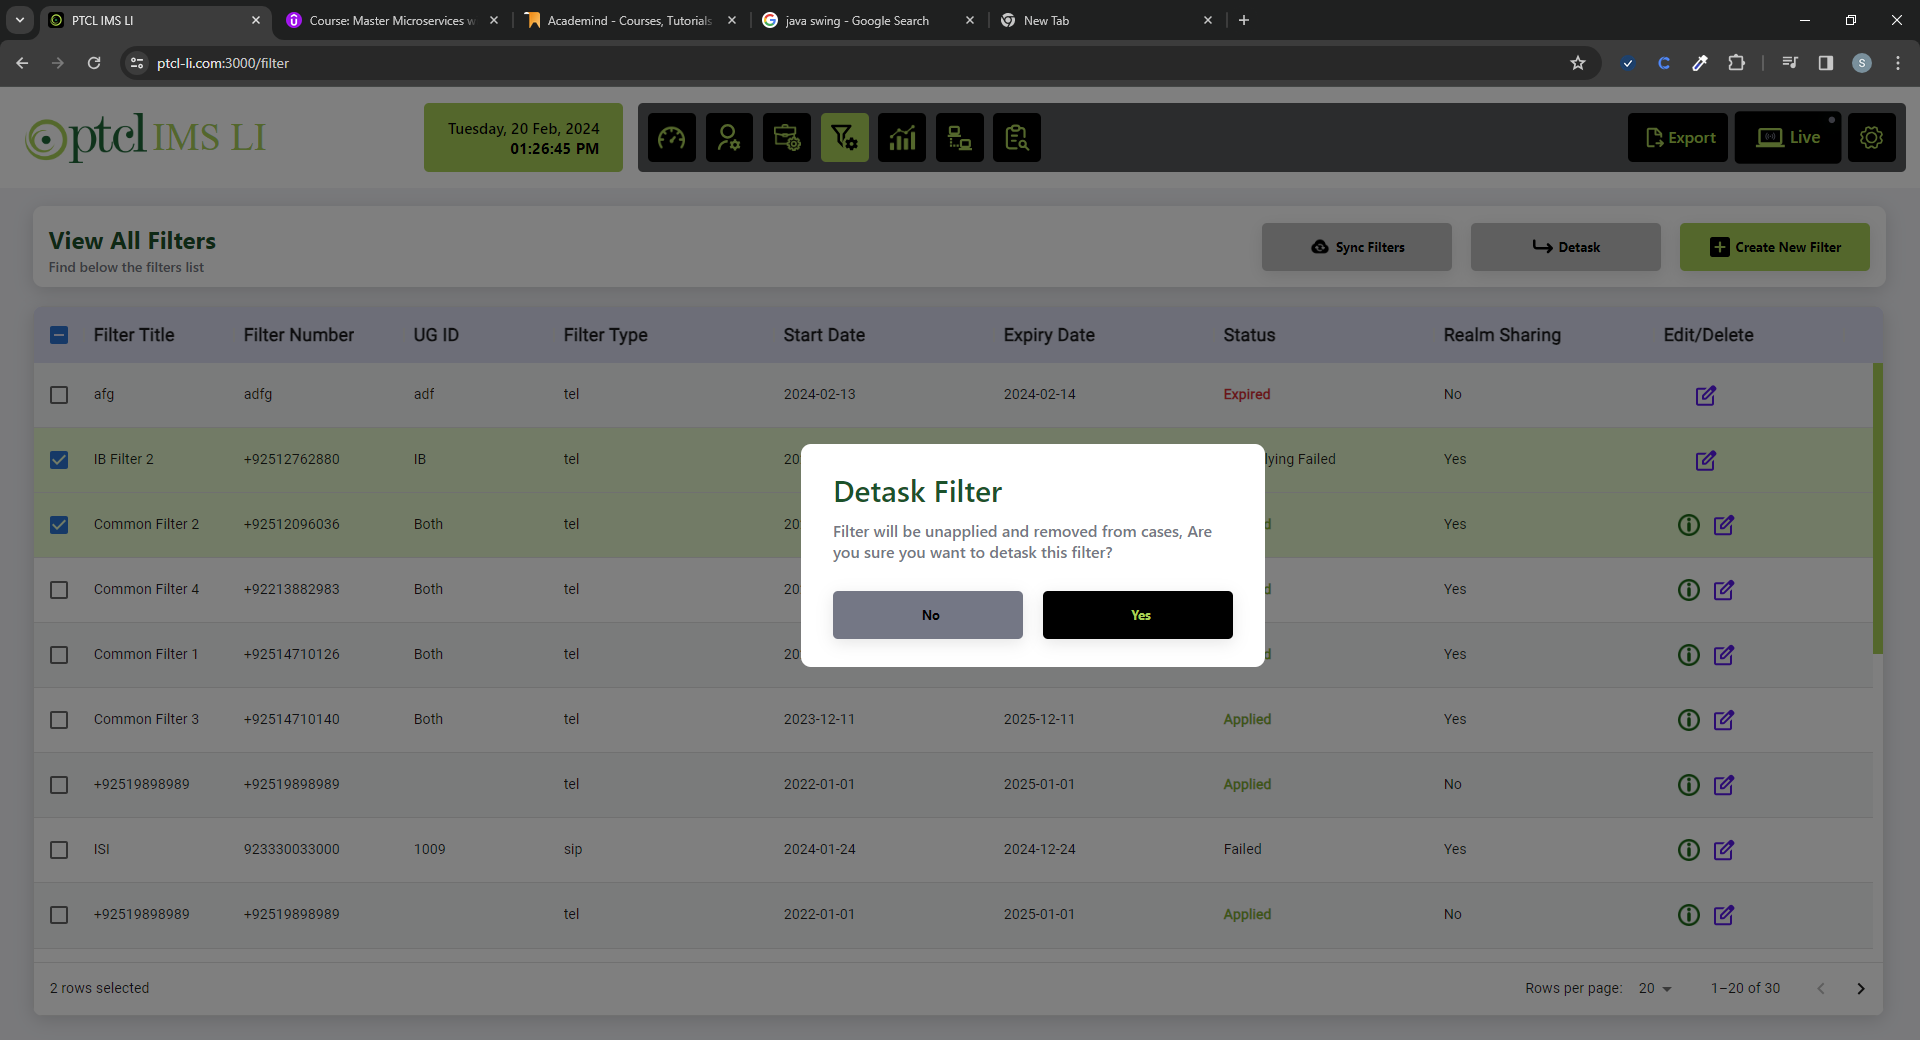 PTCL IMS LI
Course: Master Microservices w
Academind - Courses, Tutorials
java swing - Google Search
New Tab
ptcl-li.com:3000/filter
S
ptcl IMS LI
Tuesday, 20 Feb, 2024
01:26:45 PM
Export
Live
View All Filters
Find below the filters list
Sync Filters
Detask
Create New Filter
Filter Title Filter Number UG ID Filter Type Start Date Expiry Date Status Realm Sharing Edit/Delete
afg adfg adf tel 2024-02-13 2024-02-14 Expired No
IB Filter 2 +92512762880 IB tel 20 lying Failed Yes
Common Filter 2 +92512096036 Both tel 20 d Yes
Common Filter 4 +92213882983 Both tel 20 d Yes
Common Filter 1 +92514710126 Both tel 20 d Yes
Common Filter 3 +92514710140 Both tel 2023-12-11 2025-12-11 Applied Yes
+92519898989 +92519898989 tel 2022-01-01 2025-01-01 Applied No
ISI 923330033000 1009 sip 2024-01-24 2024-12-24 Failed Yes
+92519898989 +92519898989 tel 2022-01-01 2025-01-01 Applied No
Detask Filter
Filter will be unapplied and removed from cases, Are
you sure you want to detask this filter?
No
Yes
2 rows selected
Rows per page: 20 1–20 of 30